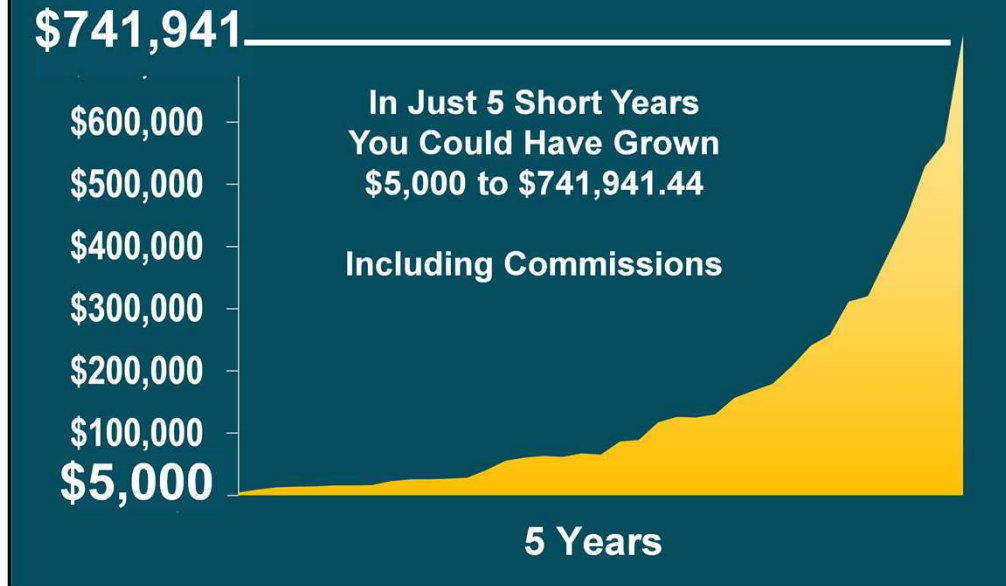 $741,941
In Just 5 Short Years
You Could Have Grown
$5,000 to $741,941.44
Including Commissions
$600,000
$500,000
$400,000
$300,000
$200,000
$100,000
$5,000
5 Years